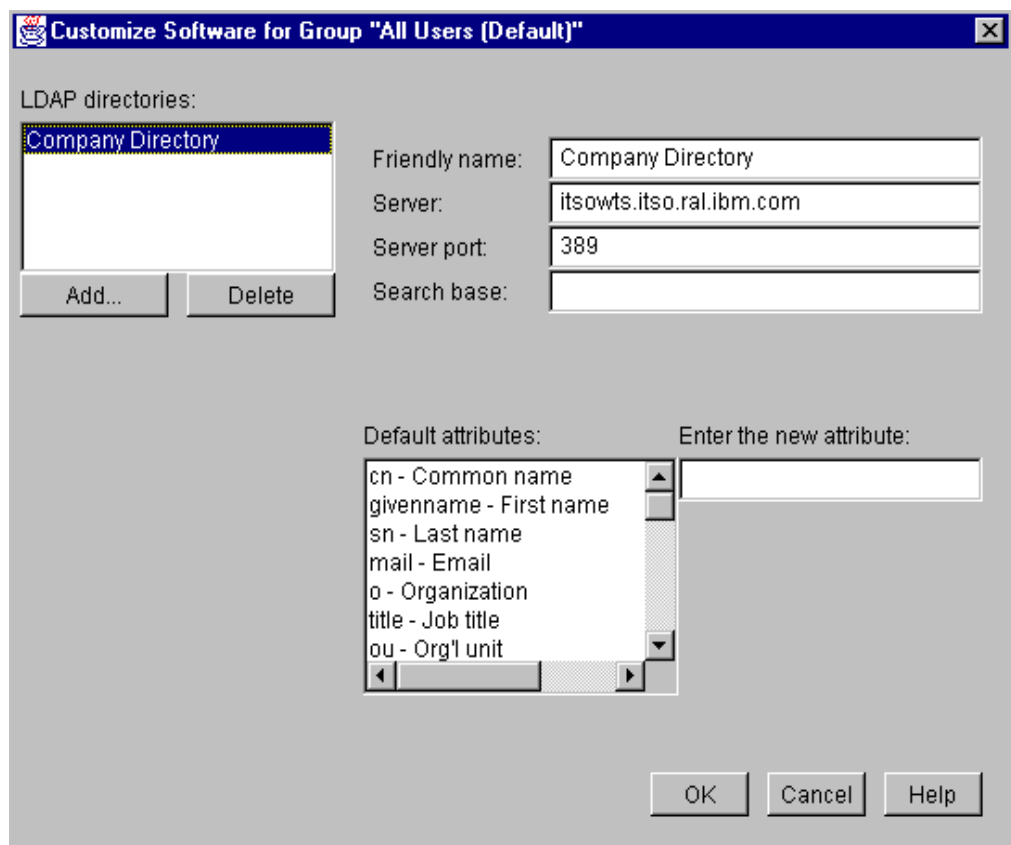 Customize Software for Group "All Users (Default)"
LDAP directories:
Company Directory
Add...
Delete
Friendly name:
Company Directory
Server:
itsowts.itso.ral.ibm.com
Server port:
389
Search base:
Default attributes:
Enter the new attribute:
cn - Common name
givenname - First name
sn - Last name
mail - Email
o - Organization
title - Job title
ou - Org'l unit
OK
Cancel
Help